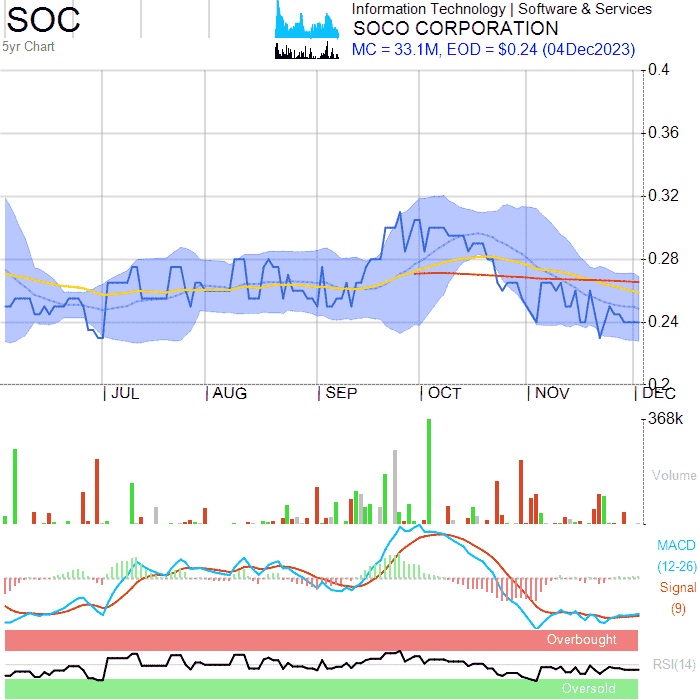 SOC
5yr Chart
Information Technology | Software & Services
SOCO CORPORATION
MC = 33.1M, EOD = $0.24 (04Dec2023)
0.4
0.36
0.32
0.28
0.24
0.2
JUL AUG SEP OCT NOV DEC
368k
Volume
MACD
(12-26)
Signal
(9)
Overbought
RSI(14)
Oversold